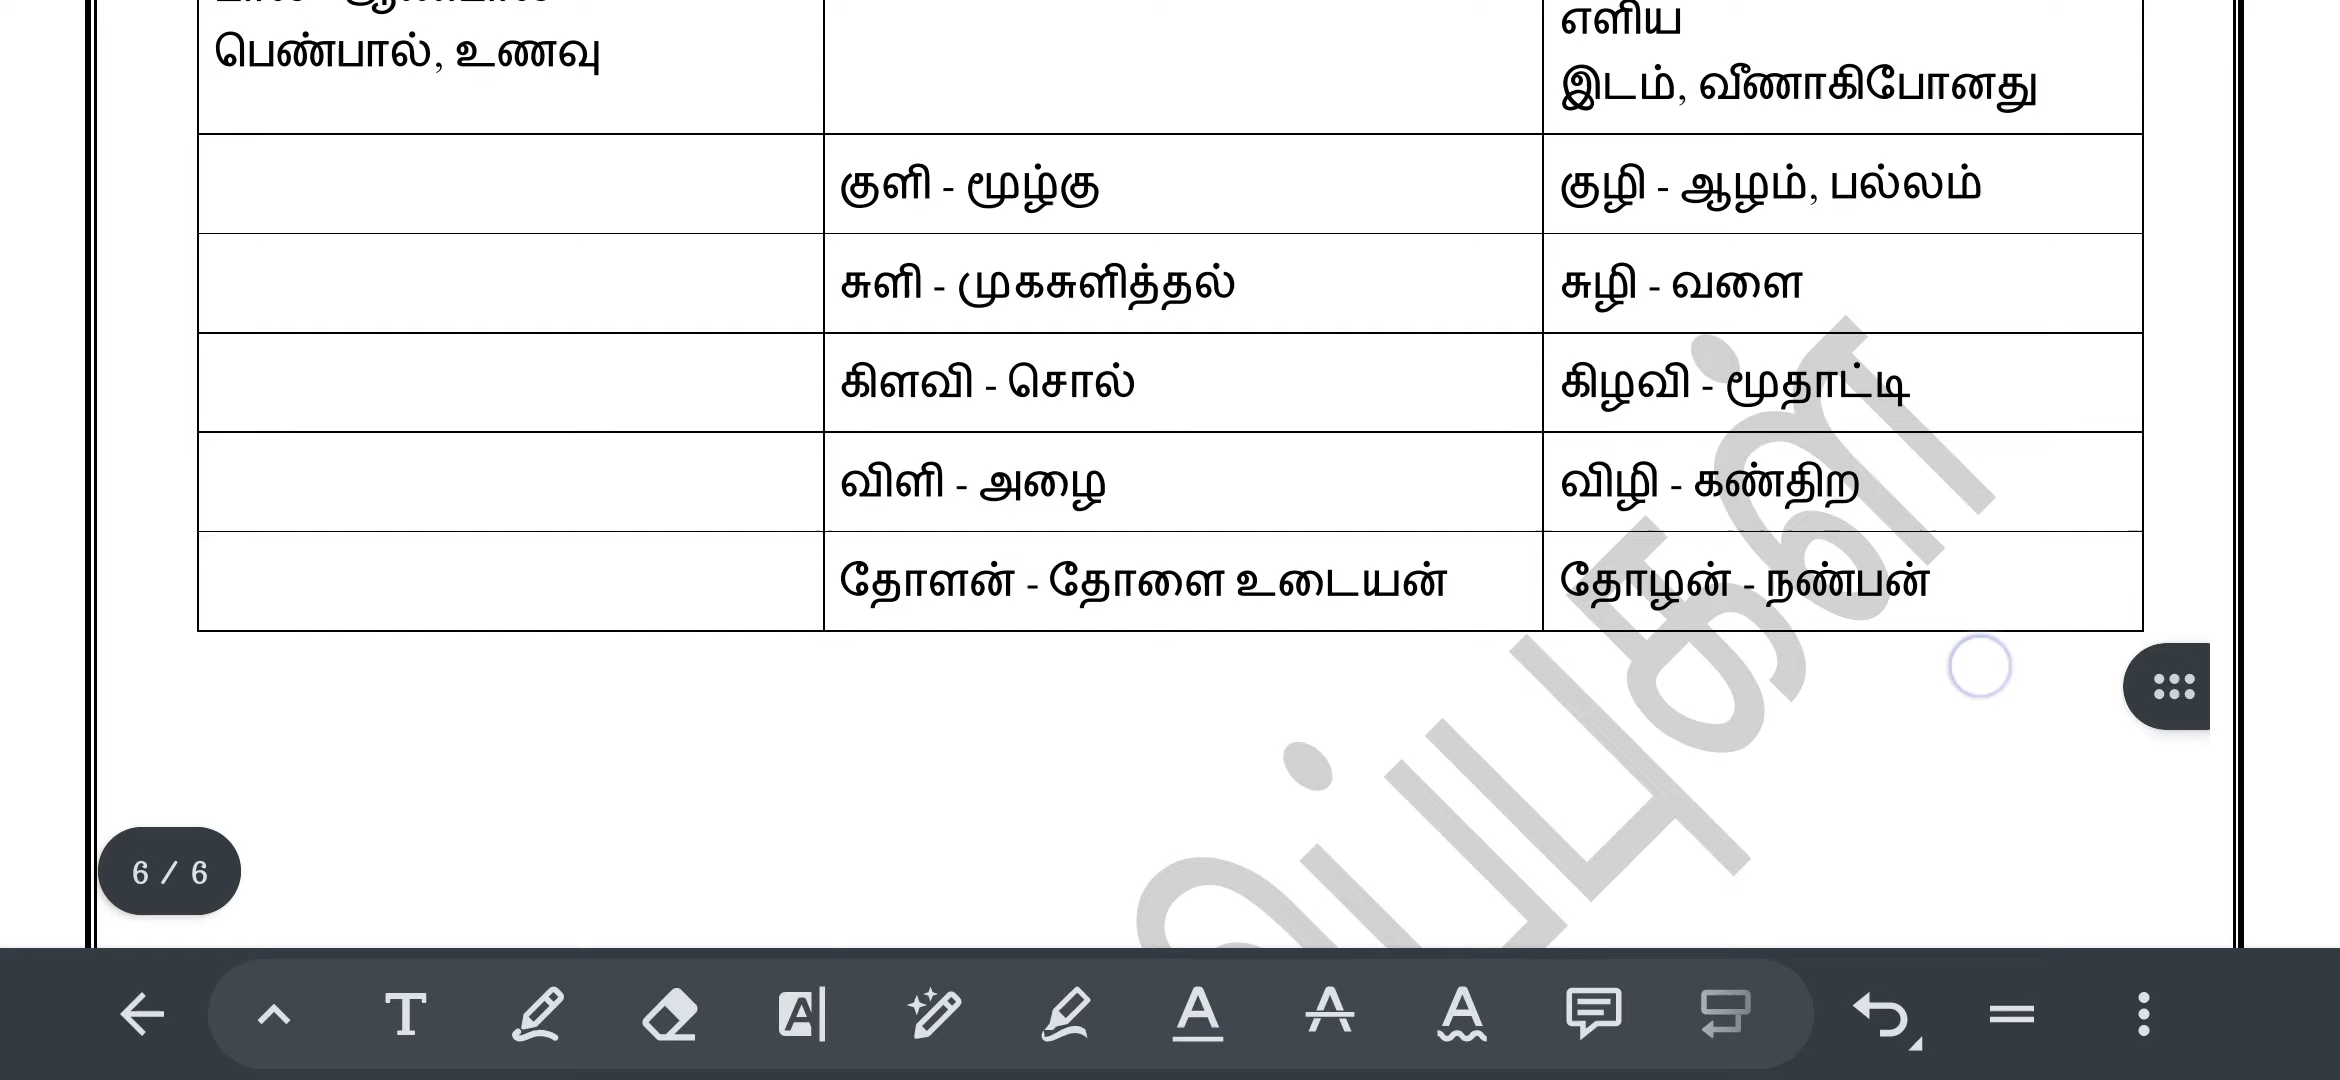 பெண்பால், உணவு
எளிய
இடம், வீணாகிபோனது
குளி - மூழ்கு
குழி - ஆழம், பல்லம்
சுளி - முகசுளித்தல்
சுழி - வளை
கிளவி - சொல்
கிழவி - மூதாட்டி
விளி - அழை
விழி - கண்திற
தோளன் - தோளை உடையன்
தோழன் - நண்பன்
6 / 6